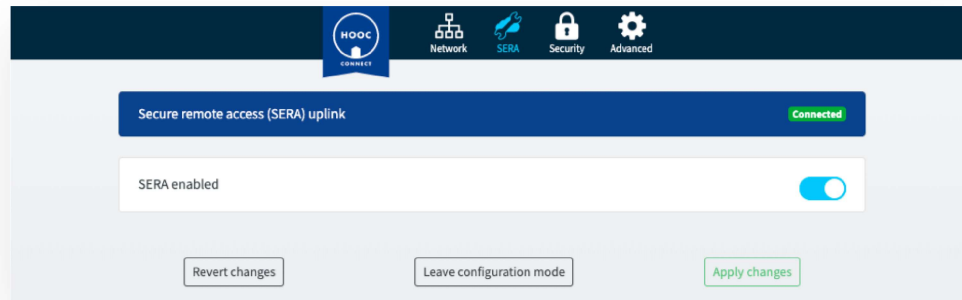 HOOC
CONNECT
Network SERA Security Advanced
Secure remote access (SERA) uplink Connected
SERA enabled
Revert changes Leave configuration mode Apply changes